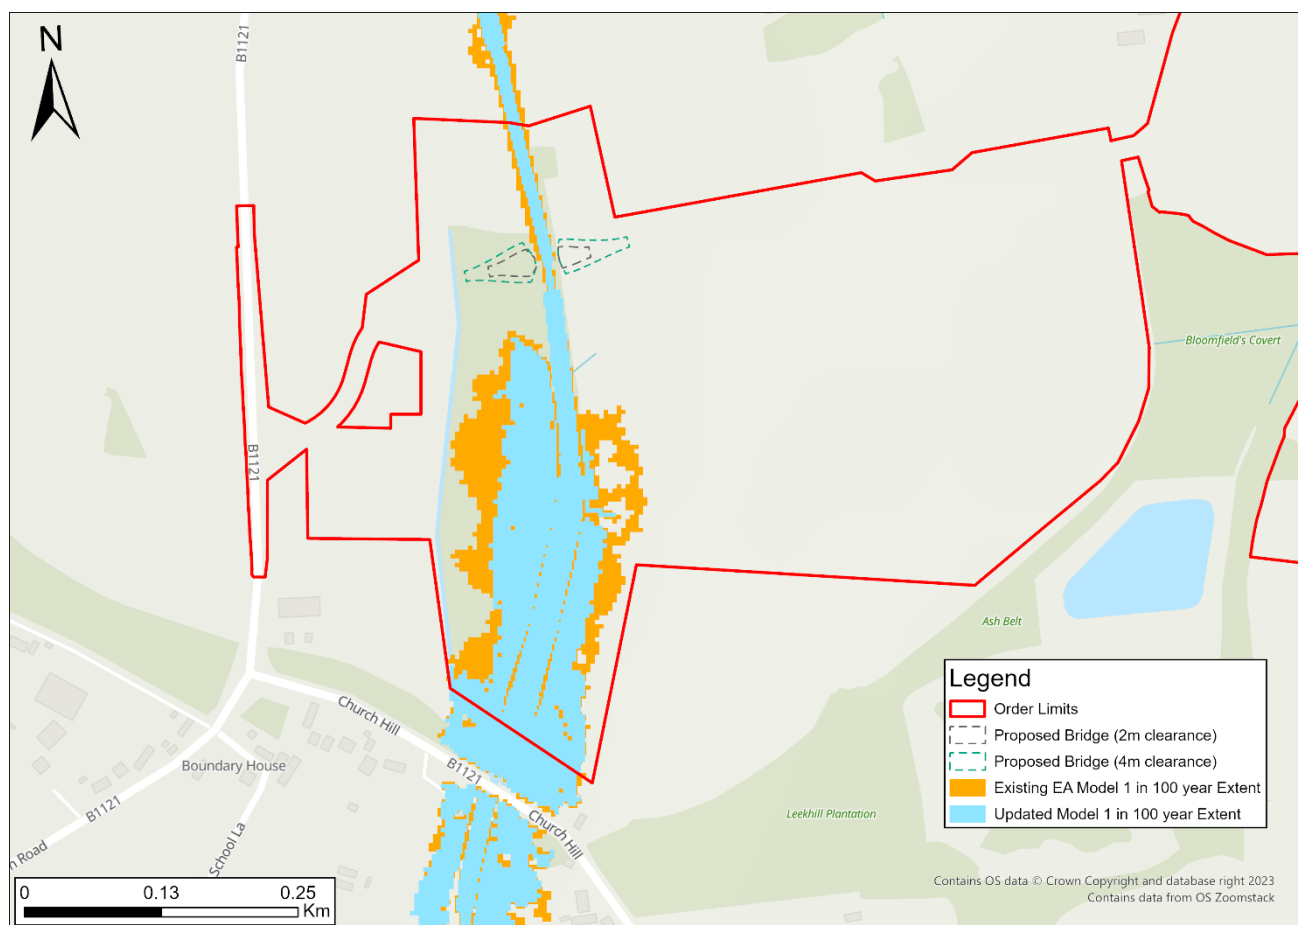 N
B1121
B1121
Bloomfield's Covert
Ash Belt
Church Hill
B1121
Church Hill
Boundary House
B1121
School La
n Road
Leekhill Plantation
Legend
Order Limits
Proposed Bridge (2m clearance)
Proposed Bridge (4m clearance)
Existing EA Model 1 in 100 year Extent
Updated Model 1 in 100 year Extent
0 0.13 0.25
Km
Contains OS data © Crown Copyright and database right 2023
Contains data from OS Zoomstack